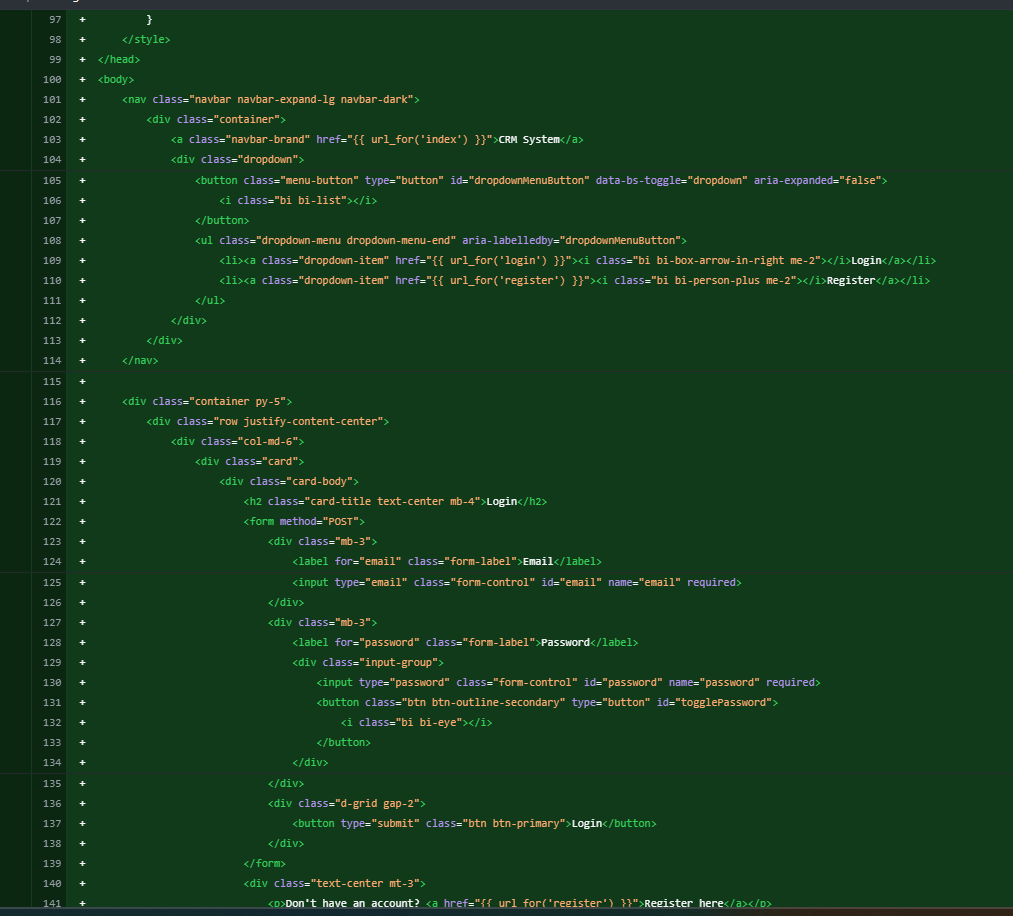 97 + }
98 + </style>
99 + </head>
100 + <body>
101 + <nav class="navbar navbar-expand-lg navbar-dark">
102 + <div class="container">
103 + <a class="navbar-brand" href="{{ url_for('index') }}">CRM System</a>
104 + <div class="dropdown">
105 + <button class="menu-button" type="button" id="dropdownMenuButton" data-bs-toggle="dropdown" aria-expanded="false">
106 + <i class="bi bi-list"></i>
107 + </button>
108 + <ul class="dropdown-menu dropdown-menu-end" aria-labelledby="dropdownMenuButton">
109 + <li><a class="dropdown-item" href="{{ url_for('login') }}"><i class="bi bi-box-arrow-in-right me-2"></i>Login</a></li>
110 + <li><a class="dropdown-item" href="{{ url_for('register') }}"><i class="bi bi-person-plus me-2"></i>Register</a></li>
111 + </ul>
112 + </div>
113 + </div>
114 + </nav>
115 +
116 + <div class="container py-5">
117 + <div class="row justify-content-center">
118 + <div class="col-md-6">
119 + <div class="card">
120 + <div class="card-body">
121 + <h2 class="card-title text-center mb-4">Login</h2>
122 + <form method="POST">
123 + <div class="mb-3">
124 + <label for="email" class="form-label">Email</label>
125 + <input type="email" class="form-control" id="email" name="email" required>
126 + </div>
127 + <div class="mb-3">
128 + <label for="password" class="form-label">Password</label>
129 + <div class="input-group">
130 + <input type="password" class="form-control" id="password" name="password" required>
131 + <button class="btn btn-outline-secondary" type="button" id="togglePassword">
132 + <i class="bi bi-eye"></i>
133 + </button>
134 + </div>
135 + </div>
136 + <div class="d-grid gap-2">
137 + <button type="submit" class="btn btn-primary">Login</button>
138 + </div>
139 + </form>
140 + <div class="text-center mt-3">
141 + <p>Don't have an account? <a href="{{ url_for('register') }}">Register here</a></p>